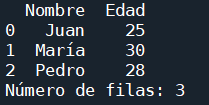 Nombre Edad
0 Juan 25
1 María 30
2 Pedro 28
Número de filas: 3